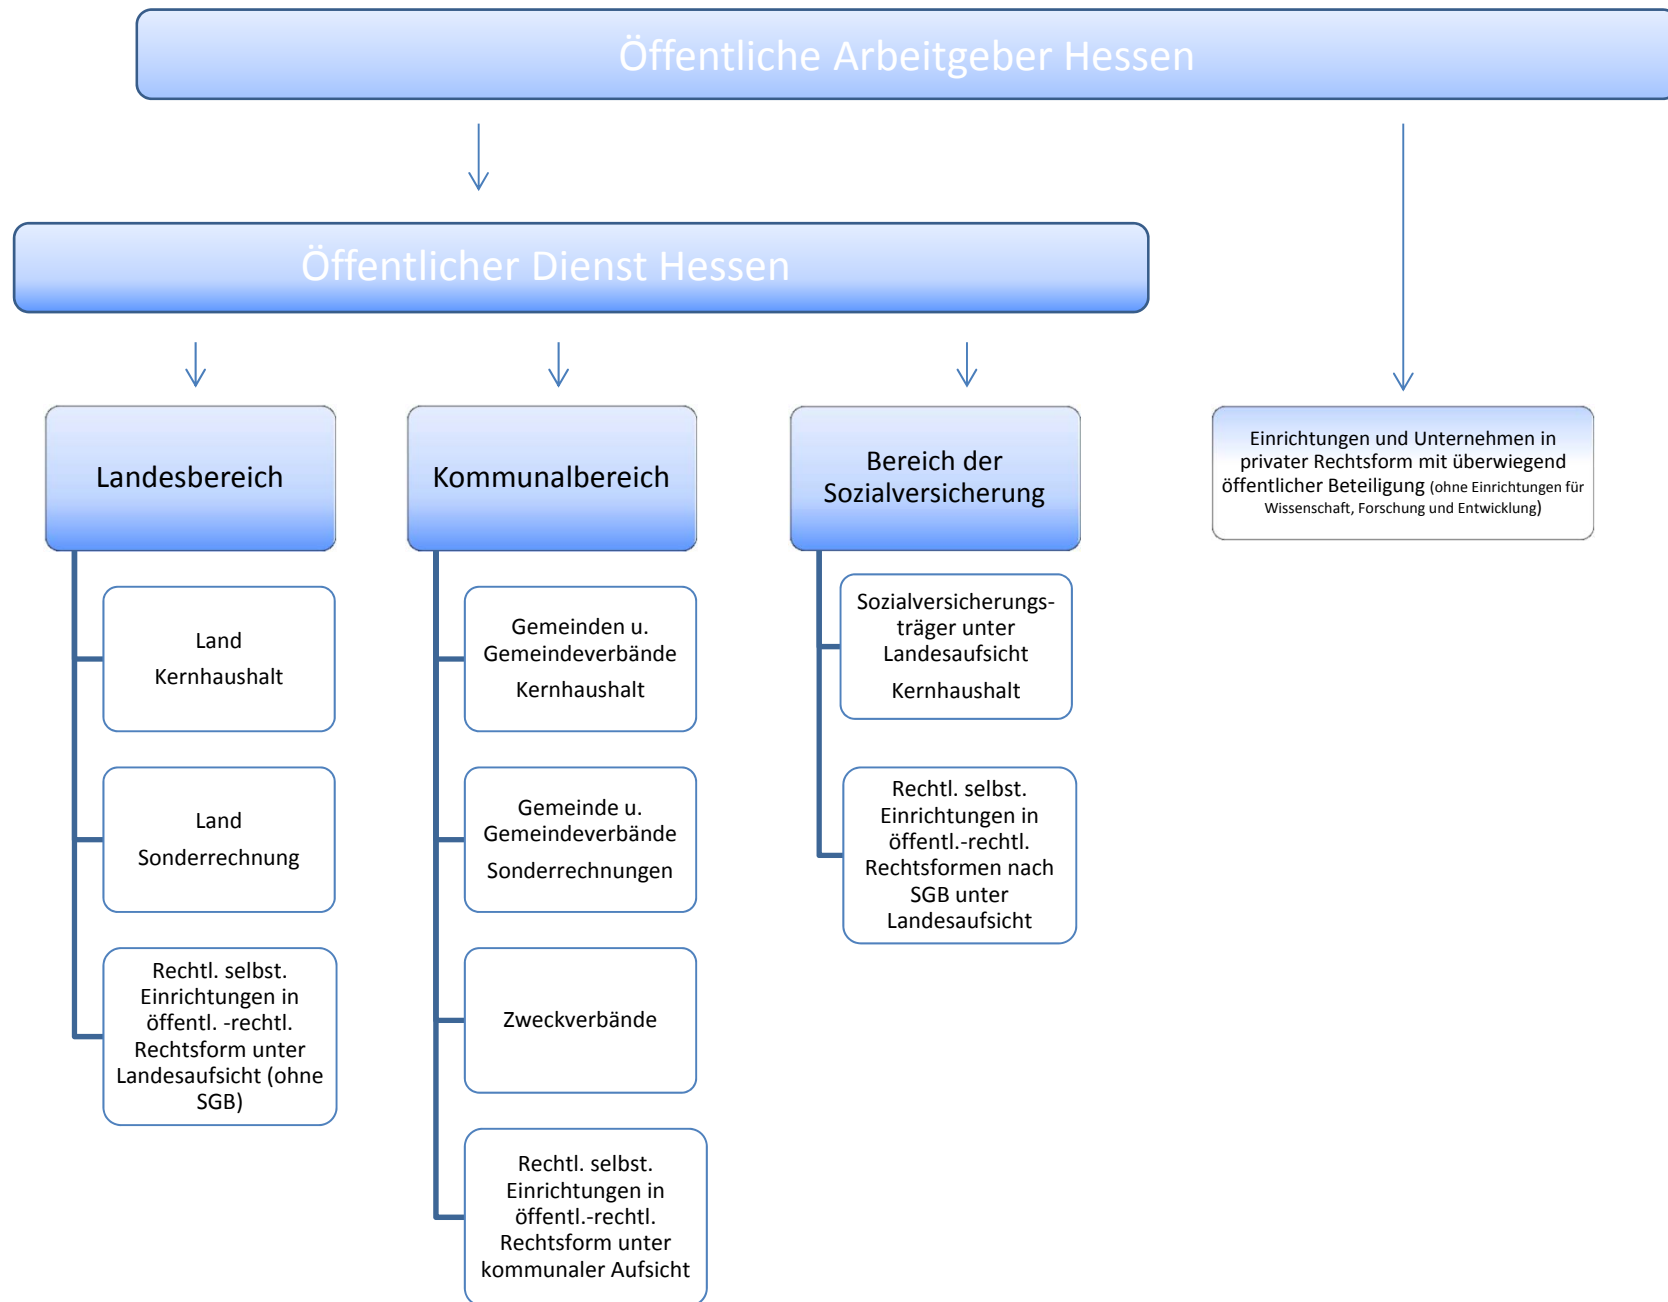 Öffentliche Arbeitgeber Hessen
Öffentlicher Dienst Hessen
Landesbereich
Land
Kernhaushalt
Land
Sonderrechnung
Rechtl. selbst.
Einrichtungen in
öffentl. -rechtl.
Rechtsform unter
Landesaufsicht (ohne
SGB)
Kommunalbereich
Gemeinden u.
Gemeindeverbände
Kernhaushalt
Gemeinde u.
Gemeindeverbände
Sonderrechnungen
Zweckverbände
Rechtl. selbst.
Einrichtungen in
öffentl.-rechtl.
Rechtsform unter
kommunaler Aufsicht
Bereich der
Sozialversicherung
Sozialversicherungs-
träger unter
Landesaufsicht
Kernhaushalt
Rechtl. selbst.
Einrichtungen in
öffentl.-rechtl.
Rechtsformen nach
SGB unter
Landesaufsicht
Einrichtungen und Unternehmen in
privater Rechtsform mit überwiegend
öffentlicher Beteiligung (ohne Einrichtungen für
Wissenschaft, Forschung und Entwicklung)